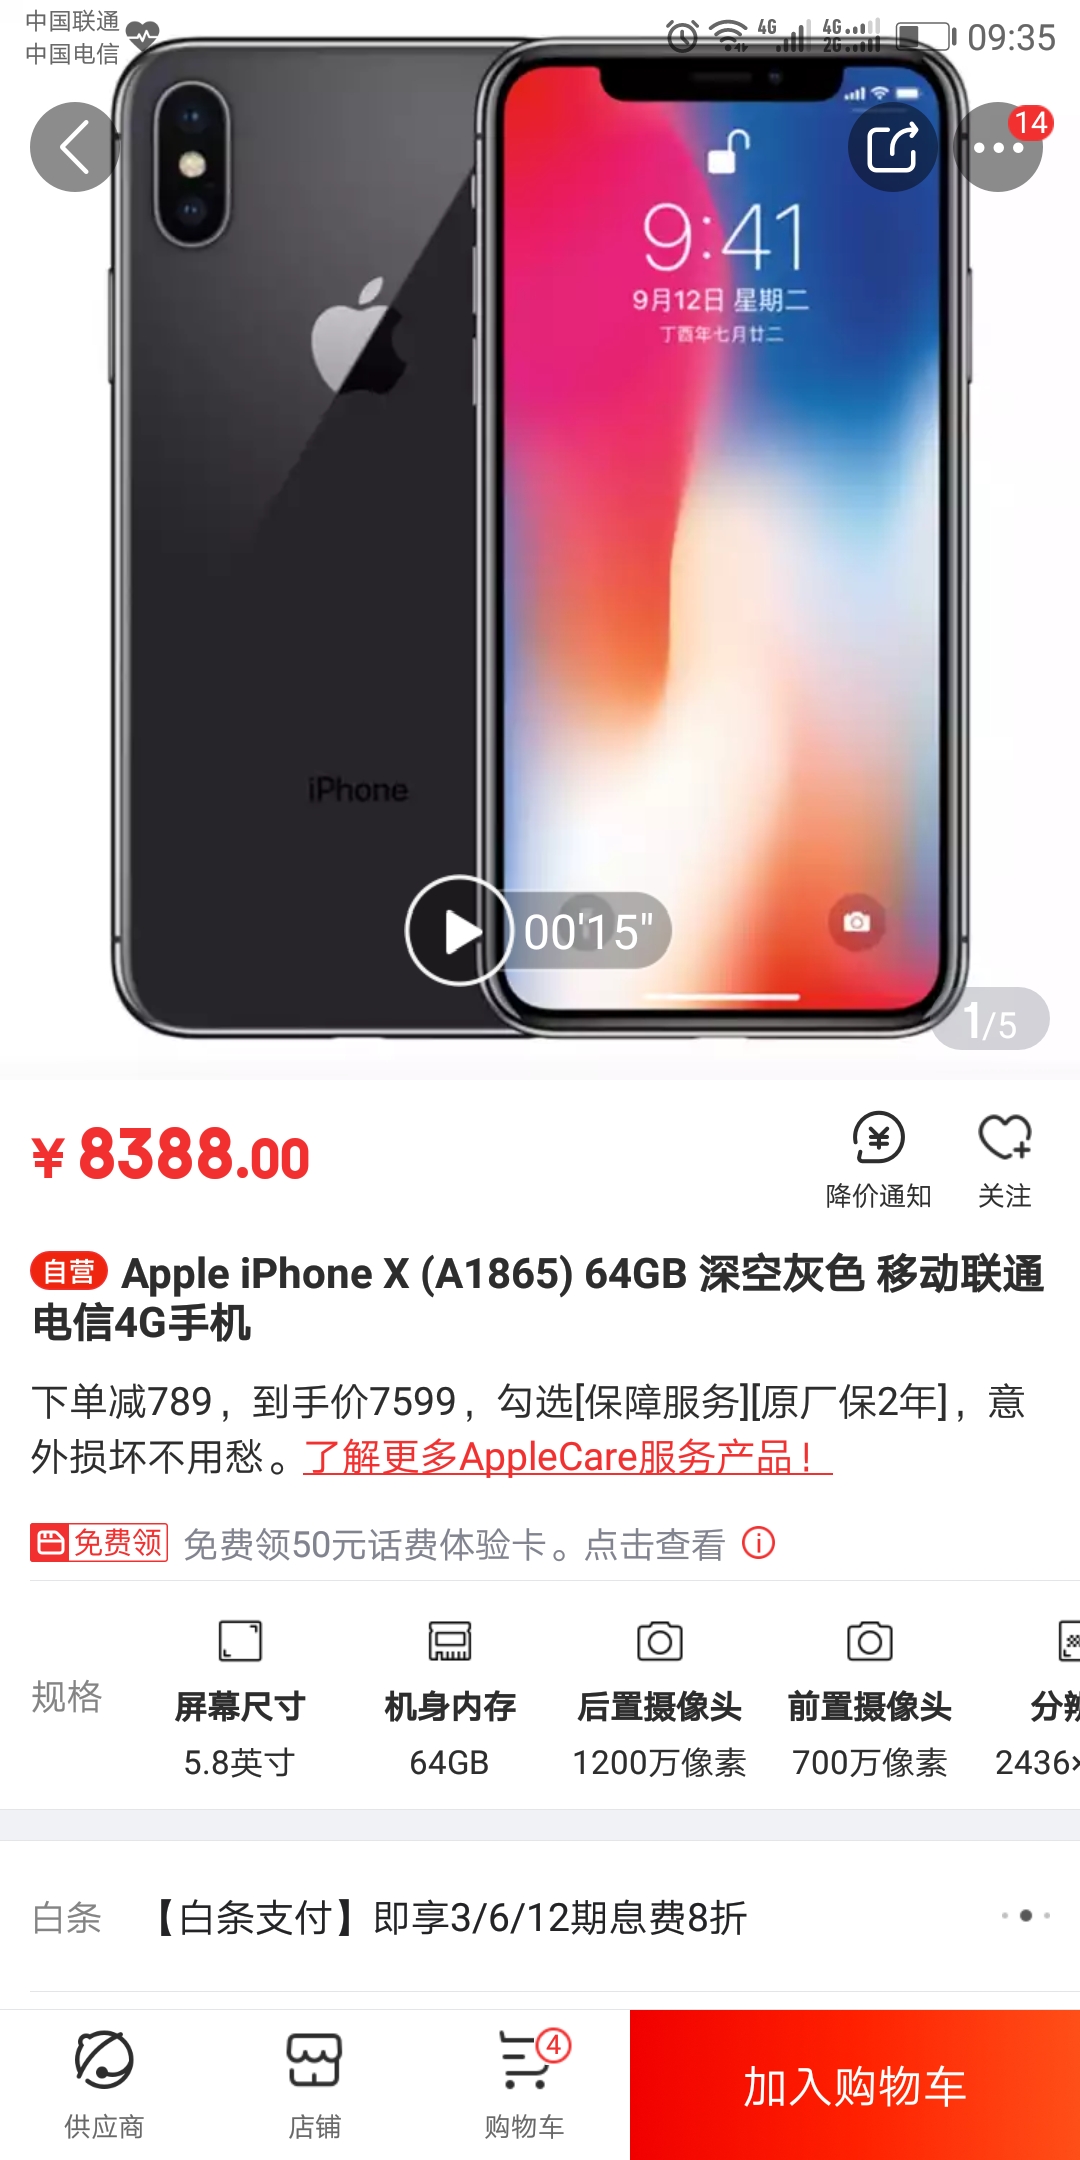 中国联通
中国电信
4G
4G
2G
09:35
14
9:41
9月12日 星期二
丁酉年七月廿二
iPhone
00'15"
1/5
¥8388.00
降价通知
关注
自营 Apple iPhone X (A1865) 64GB 深空灰色 移动联通
电信4G手机
下单减789，到手价7599，勾选[保障服务][原厂保2年]，意
外损坏不用愁。了解更多AppleCare服务产品！
免费领 免费领50元话费体验卡。点击查看
规格
屏幕尺寸 机身内存 后置摄像头 前置摄像头 分
5.8英寸 64GB 1200万像素 700万像素 2436×
白条 【白条支付】即享3/6/12期息费8折
4
供应商 店铺 购物车 加入购物车